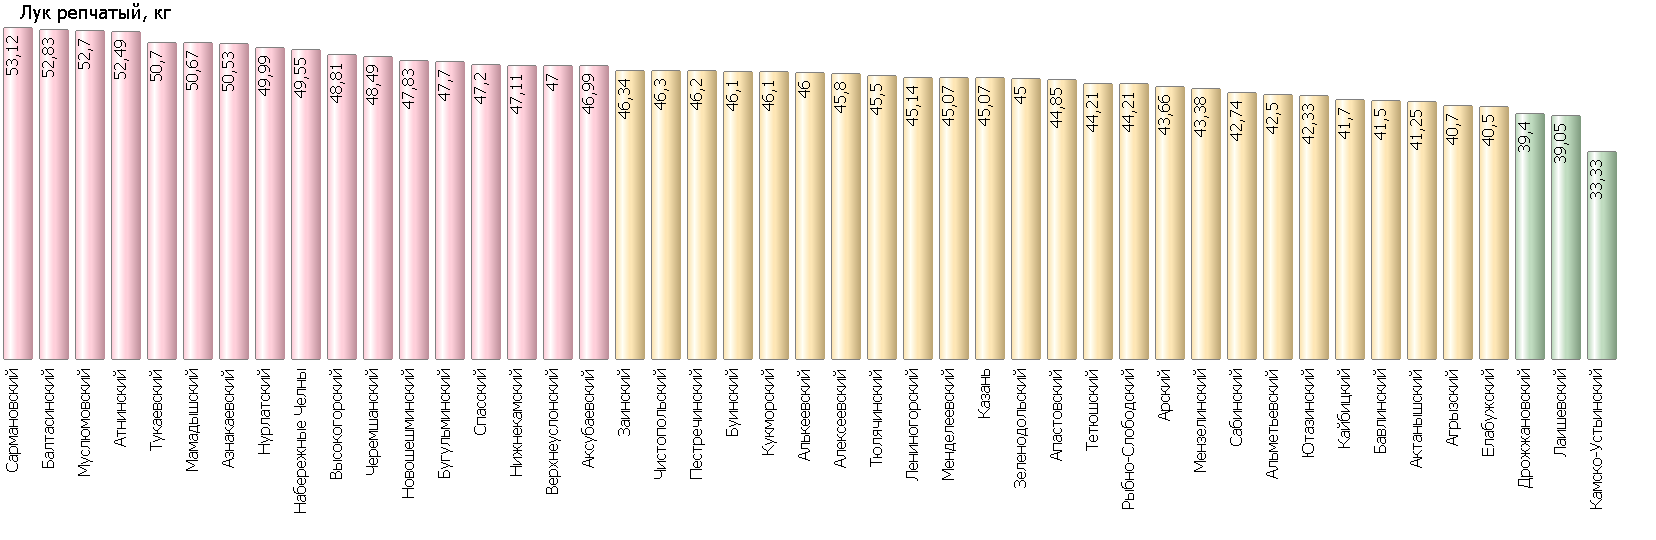 Лук репчатый, кг
53,12
52,83
52,7
52,49
50,7
50,67
50,53
49,99
49,55
48,81
48,49
47,83
47,7
47,2
47,11
47
46,99
46,34
46,3
46,2
46,1
46,1
46
45,8
45,5
45,14
45,07
45,07
45
44,85
44,21
44,21
43,66
43,38
42,74
42,5
42,33
41,7
41,5
41,25
40,7
40,5
39,4
39,05
33,33
Сармановский
Балтасинский
Муслюмовский
Атнинский
Тукаевский
Мамадышский
Азнакаевский
Нурлатский
Набережные Челны
Высокогорский
Черемшанский
Новошешминский
Бугульминский
Спасский
Нижнекамский
Верхнеуслонский
Аксубаевский
Заинский
Чистопольский
Пестречинский
Буинский
Кукморский
Алькеевский
Алексеевский
Тюлячинский
Лениногорский
Менделеевский
Казань
Зеленодольский
Апастовский
Тетюшский
Рыбно-Слободский
Арский
Мензелинский
Сабинский
Альметьевский
Ютазинский
Кайбицкий
Бавлинский
Актанышский
Агрызский
Елабужский
Дрожжановский
Лаишевский
Камско-Устьинский